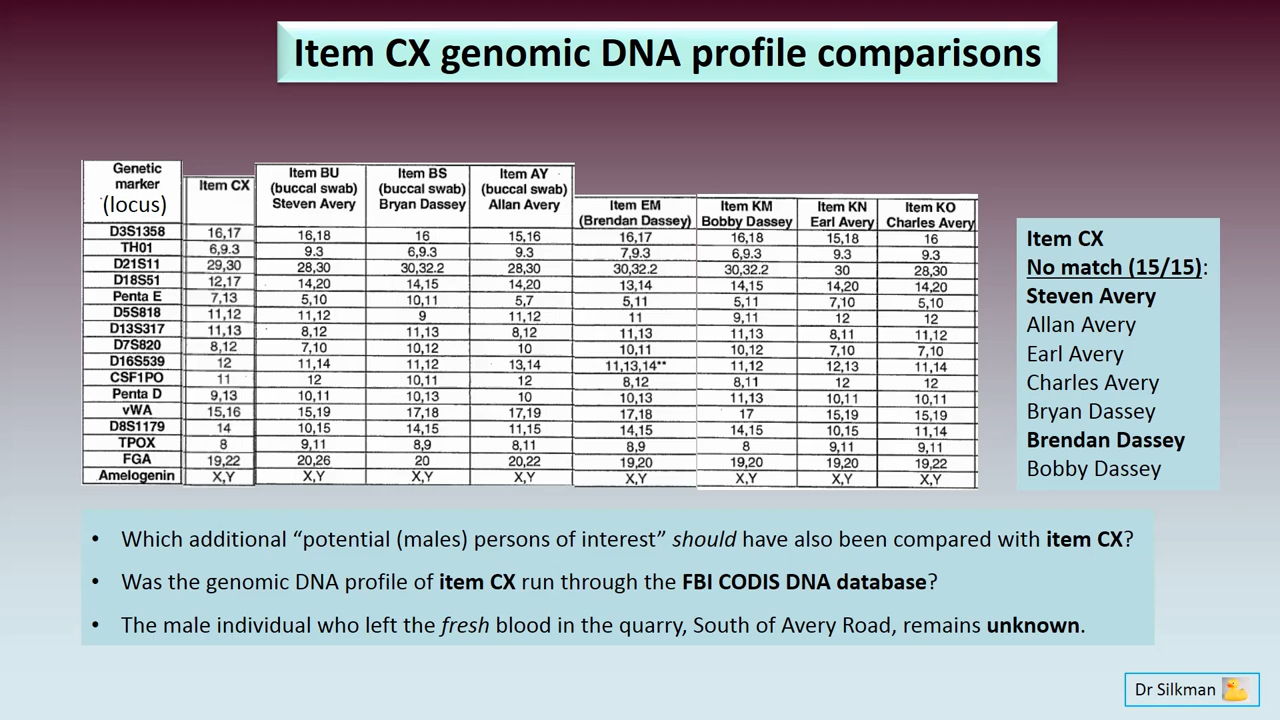 Item CX genomic DNA profile comparisons
Genetic marker (locus) Item CX Item BU (buccal swab) Steven Avery Item BS (buccal swab) Bryan Dassey Item AY (buccal swab) Allan Avery Item EM (Brendan Dassey) Item KM Bobby Dassey Item KN Earl Avery Item KO Charles Avery
D3S1358 16,17 16,18 16 15,16 16,17 16,18 15,18 16
TH01 6,9.3 9.3 6,9.3 9.3 7,9.3 6,9.3 9.3 9.3
D21S11 29,30 28,30 30,32.2 28,30 30,32.2 30,32.2 30 28,30
D18S51 12,17 14,20 14,15 14,20 13,14 14,15 14,20 14,20
Penta E 7,13 5,10 10,11 5,7 5,11 5,11 7,10 5,10
D5S818 11,12 11,12 9 11,12 11 9,11 12 12
D13S317 11,13 8,12 11,13 8,12 11,13 11,13 8,11 11,12
D7S820 8,12 7,10 10,12 10 10,11 10,12 7,10 7,10
D16S539 12 11,14 11,12 13,14 11,13,14** 11,12 12,13 11,14
CSF1PO 11 12 10,11 12 8,12 8,11 12 12
Penta D 9,13 10,11 10,13 10 10,13 11,13 10,11 10,11
vWA 15,16 15,19 17,18 17,19 17,18 17 15,19 15,19
D8S1179 14 10,15 14,15 11,15 14,15 14,15 10,15 11,14
TPOX 8 9,11 8,9 8,11 8,9 8 9,11 9,11
FGA 19,22 20,26 20 20,22 19,20 19,20 19,20 19,22
Amelogenin X,Y X,Y X,Y X,Y X,Y X,Y X,Y X,Y
Item CX
No match (15/15):
Steven Avery
Allan Avery
Earl Avery
Charles Avery
Bryan Dassey
Brendan Dassey
Bobby Dassey
• Which additional “potential (males) persons of interest” should have also been compared with item CX?
• Was the genomic DNA profile of item CX run through the FBI CODIS DNA database?
• The male individual who left the fresh blood in the quarry, South of Avery Road, remains unknown.
Dr Silkman